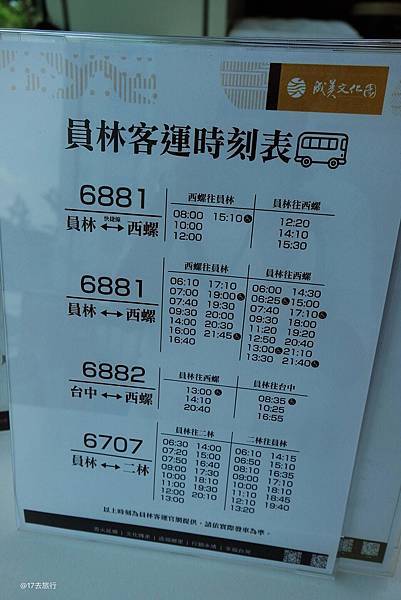 成美文化園
員林客運時刻表
6881
員林 快捷線 西螺
西螺往員林 員林往西螺
08:00 15:10 12:20
10:00 14:10
12:00 15:30
6881
員林 西螺
西螺往員林 員林往西螺
06:10 17:10 06:00 14:30
07:00 19:00 06:25 15:00
07:40 19:30 07:40 17:10
09:30 20:00 09:30 18:00
14:00 20:30 11:20 19:20
16:00 21:45 12:50 20:40
16:40 13:00 21:10
13:30 21:40
6882
台中 西螺
員林往西螺 員林往台中
13:00 08:35
14:10 10:25
20:40 16:55
6707
員林 二林
員林往二林 二林往員林
06:30 14:00 06:10 14:15
07:20 15:00 06:50 15:10
07:50 16:40 08:10 16:35
09:00 17:30 09:00 17:10
10:00 18:10 10:00 18:10
11:00 19:30 11:10 18:45
12:00 20:10 12:20 19:40
13:00 13:10
以上時刻為員林客運官網提供，請依實際發車為準。
@17去旅行